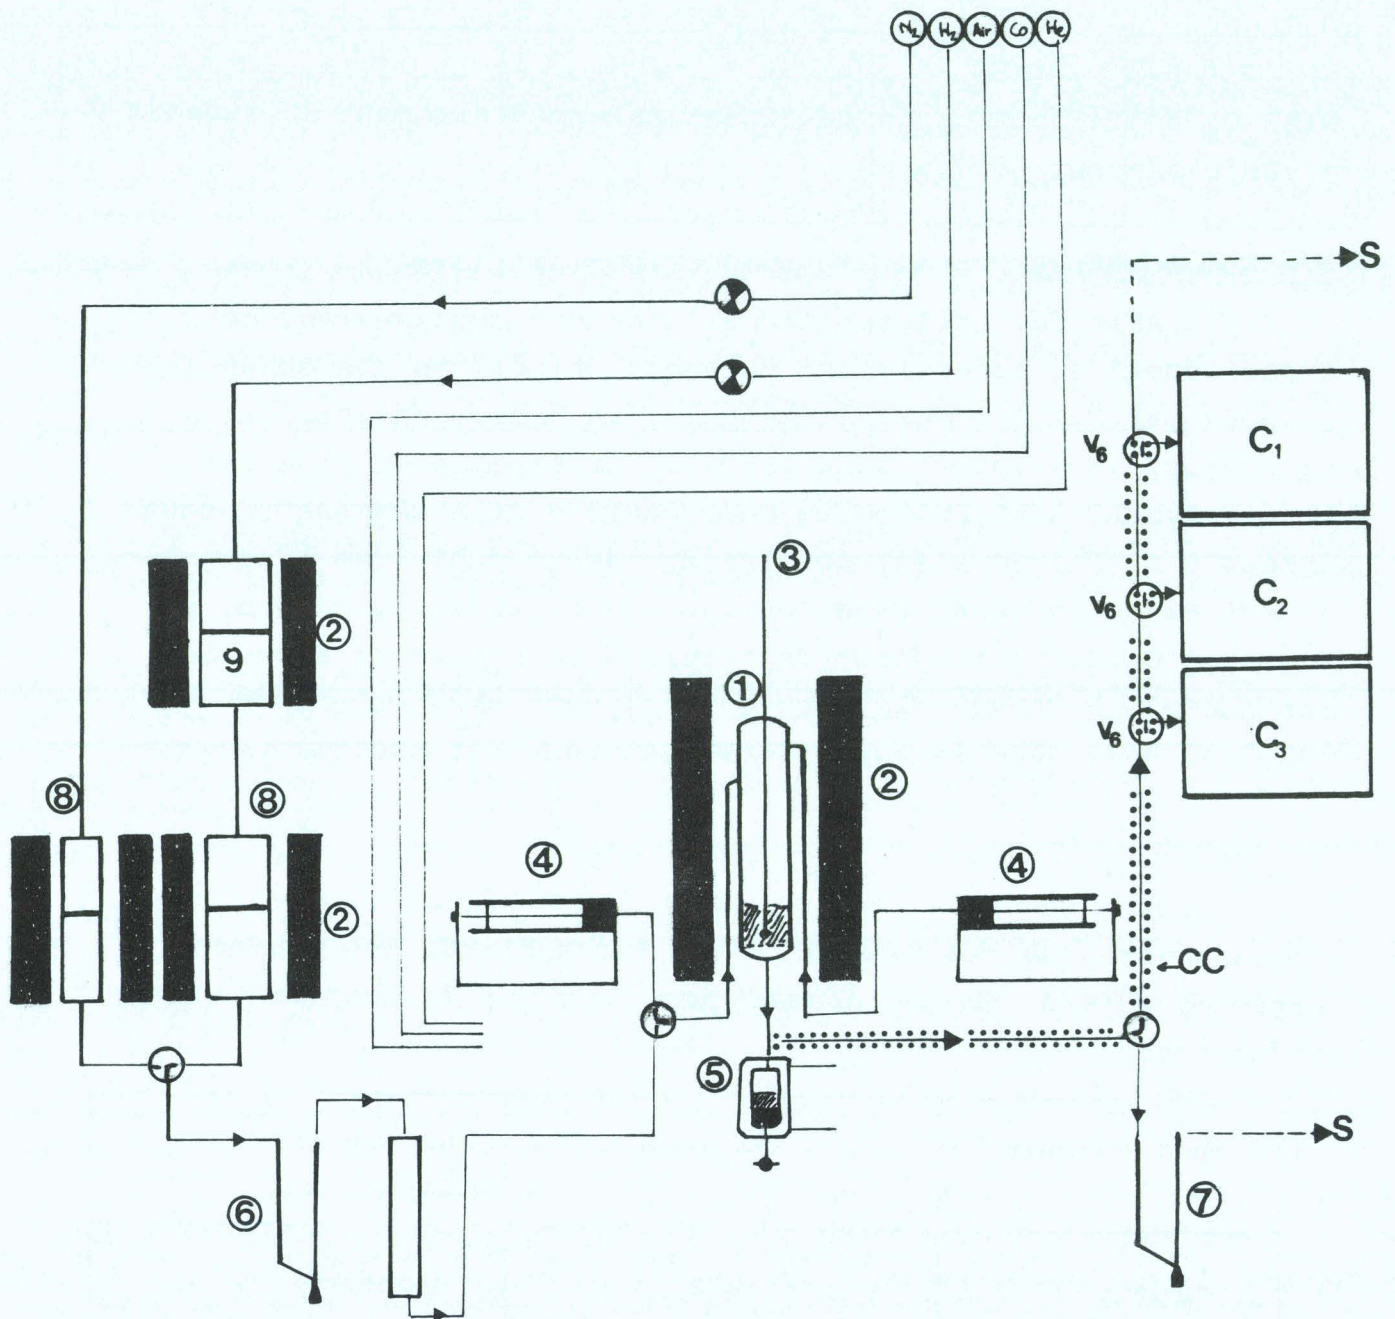 N₂ H₂ Air CO He
S
V₆ C₁
③
V₆ C₂
② 9
①
V₆ C₃
②
⑧ ⑧
④ ④
②
CC
⑤
S
⑥ ⑦